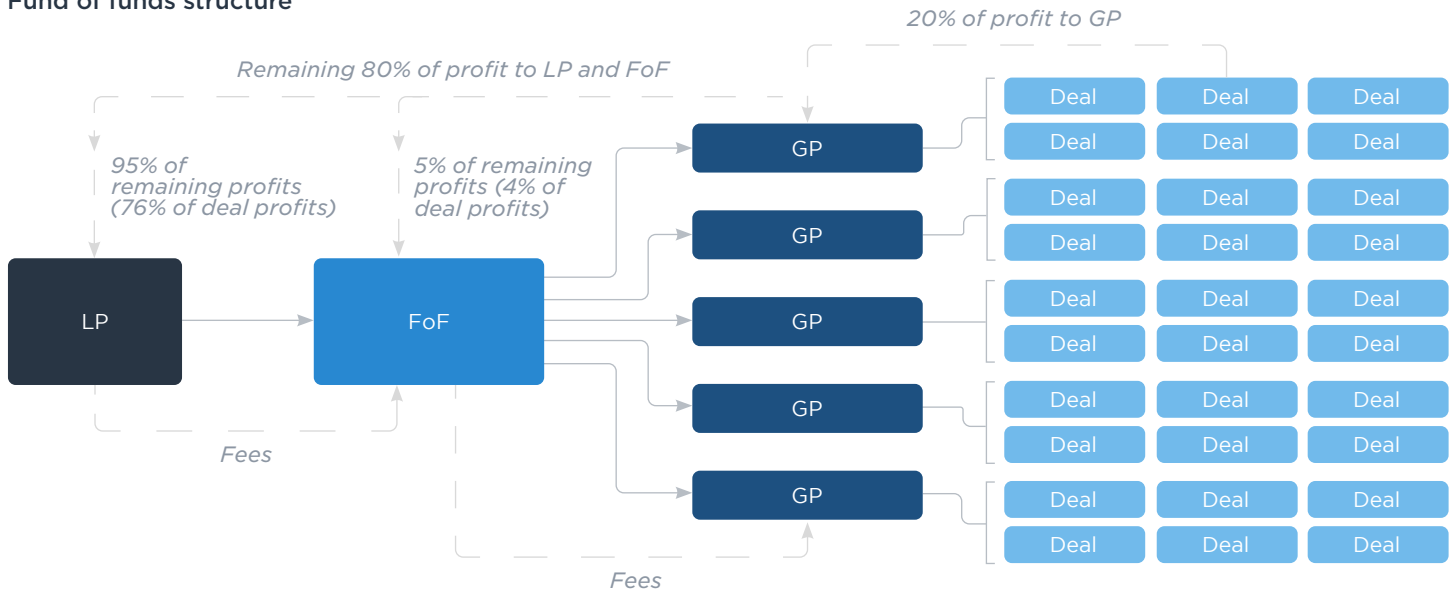 Fund of funds structure
20% of profit to GP
Remaining 80% of profit to LP and FoF
Deal Deal Deal
Deal Deal Deal
GP
95% of
remaining profits
(76% of deal profits)
5% of remaining
profits (4% of
deal profits)
Deal Deal Deal
Deal Deal Deal
GP
LP
FoF
GP
Deal Deal Deal
Deal Deal Deal
GP
Deal Deal Deal
Deal Deal Deal
Fees
GP
Deal Deal Deal
Deal Deal Deal
Fees